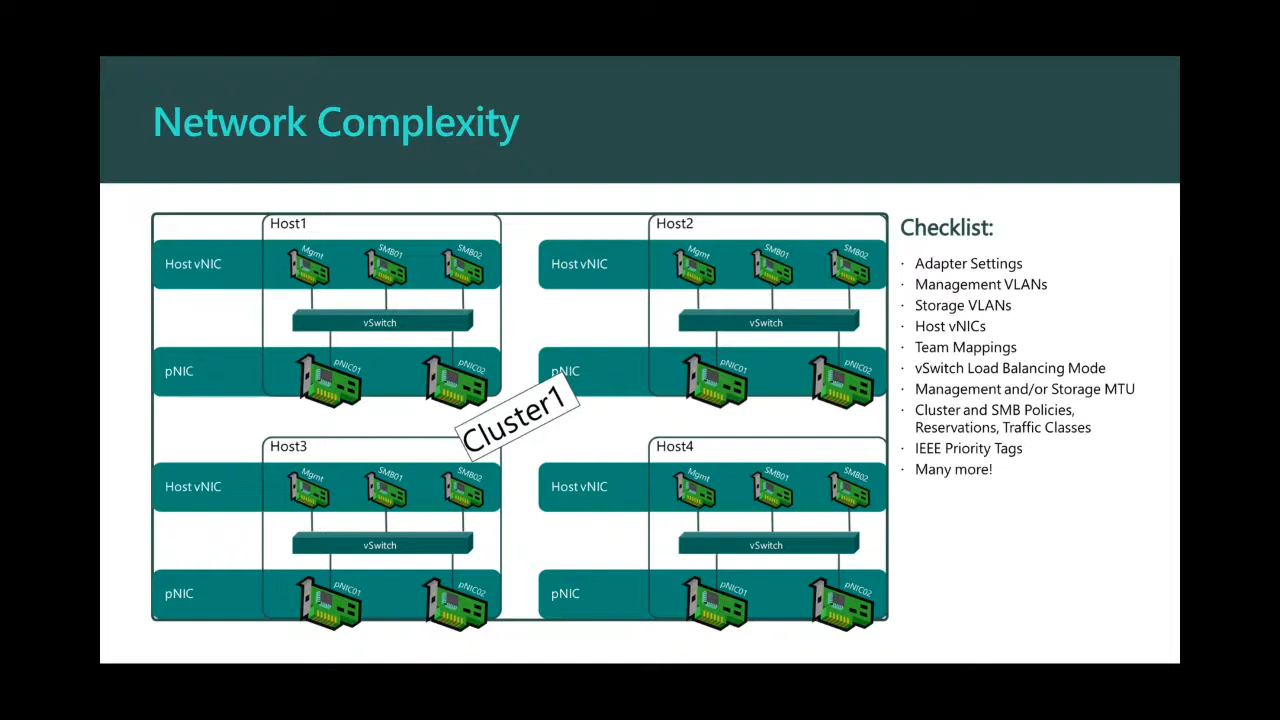 Network Complexity
Host1
Host vNIC
Mgmt
SMB01
SMB02
vSwitch
pNIC
pNIC01
pNIC02
Host2
Host vNIC
Mgmt
SMB01
SMB02
vSwitch
pNIC
pNIC01
pNIC02
Cluster1
Host3
Host vNIC
Mgmt
SMB01
SMB02
vSwitch
pNIC
pNIC01
pNIC02
Host4
Host vNIC
Mgmt
SMB01
SMB02
vSwitch
pNIC
pNIC01
pNIC02
Checklist:
· Adapter Settings
· Management VLANs
· Storage VLANs
· Host vNICs
· Team Mappings
· vSwitch Load Balancing Mode
· Management and/or Storage MTU
· Cluster and SMB Policies,
Reservations, Traffic Classes
· IEEE Priority Tags
· Many more!